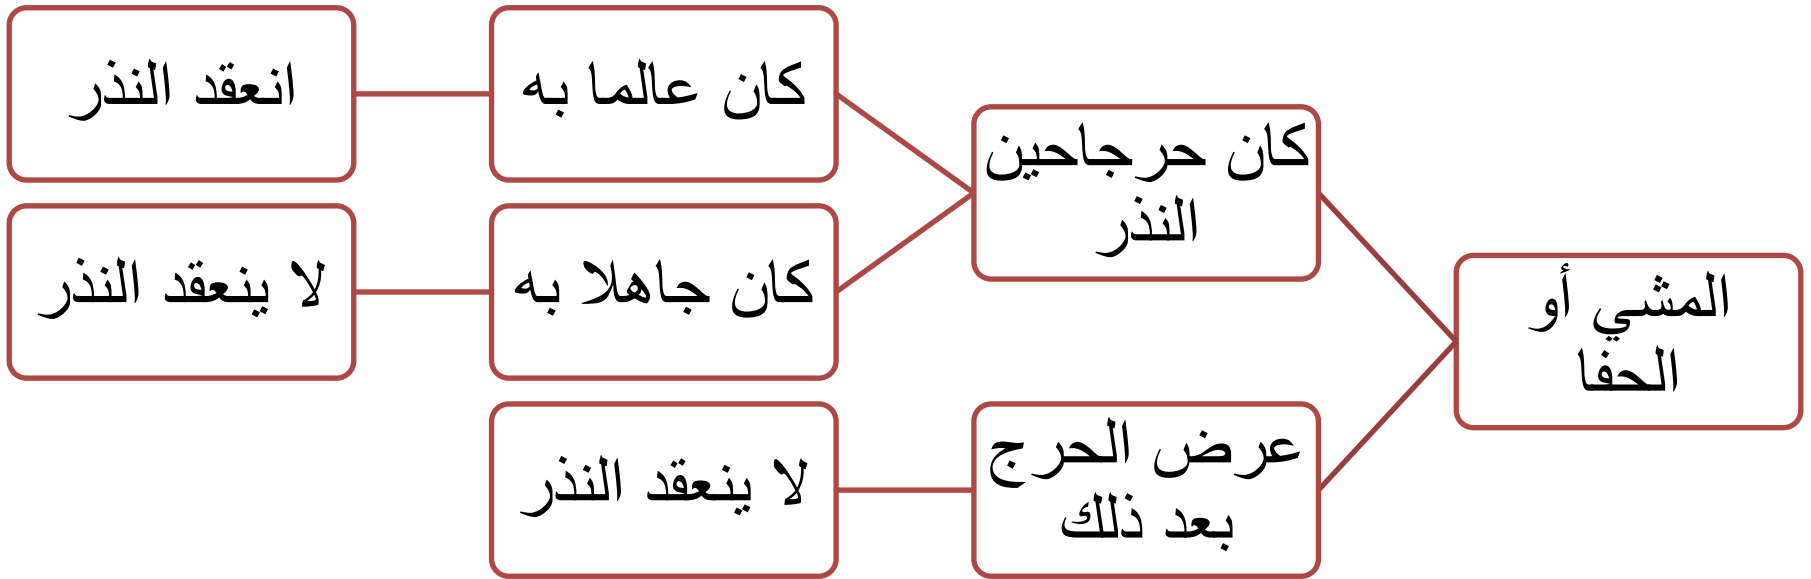 المشي أو
الحفا
كان حرجاحين
النذر
كان عالما به
انعقد النذر
كان جاهلا به
لا ينعقد النذر
عرض الحرج
بعد ذلك
لا ينعقد النذر